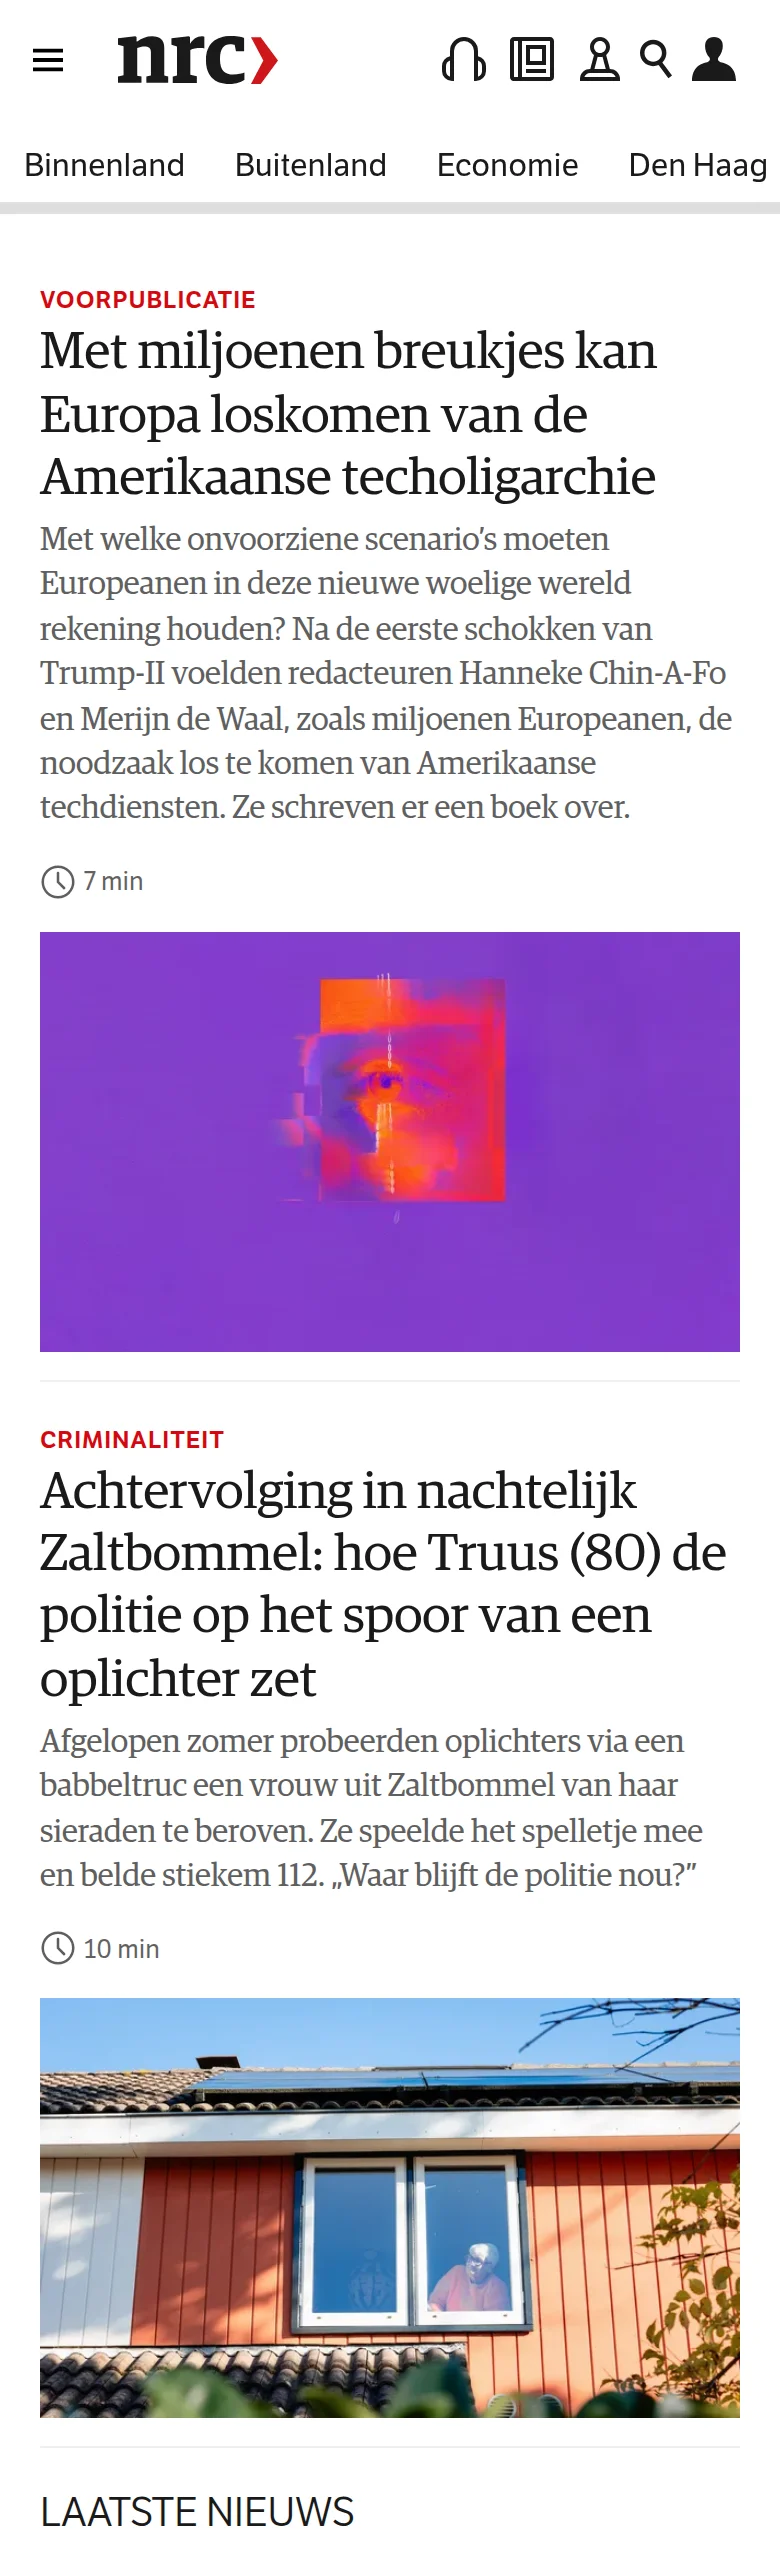 nrc
Binnenland Buitenland Economie Den Haag
VOORPUBLICATIE
Met miljoenen breukjes kan
Europa loskomen van de
Amerikaanse techoligarchie
Met welke onvoorziene scenario's moeten
Europeanen in deze nieuwe woelige wereld
rekening houden? Na de eerste schokken van
Trump-II voelden redacteuren Hanneke Chin-A-Fo
en Merijn de Waal, zoals miljoenen Europeanen, de
noodzaak los te komen van Amerikaanse
techdiensten. Ze schreven er een boek over.
7 min
CRIMINALITEIT
Achtervolging in nachtelijk
Zaltbommel: hoe Truus (80) de
politie op het spoor van een
oplichter zet
Afgelopen zomer probeerden oplichters via een
babbeltruc een vrouw uit Zaltbommel van haar
sieraden te beroven. Ze speelde het spelletje mee
en belde stiekem 112. „Waar blijft de politie nou?”
10 min
LAATSTE NIEUWS